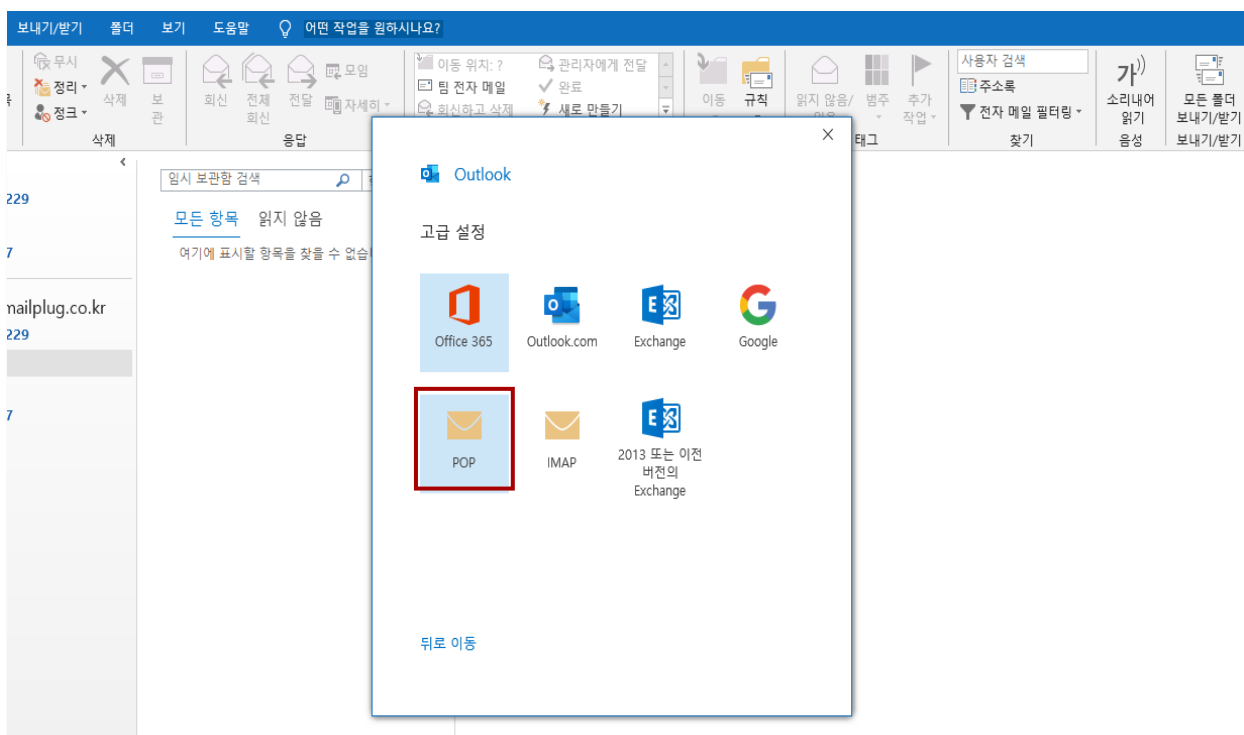 보내기/받기 폴더 보기 도움말 어떤 작업을 원하시나요?
무시
정리
정크
삭제
보관
삭제
회신
전체 회신
전달
모임
자세히
응답
이동 위치: ?
팀 전자 메일
회신하고 삭제
관리자에게 전달
완료
새로 만들기
이동
규칙
읽지 않음/
범주
추가 작업
태그
사용자 검색
주소록
전자 메일 필터링
찾기
가))
소리내어
읽기
음성
모든 폴더
보내기/받기
보내기/받기
229
7
mailplug.co.kr
229
7
임시 보관함 검색
모든 항목 읽지 않음
여기에 표시할 항목을 찾을 수 없습
Outlook
고급 설정
Office 365 Outlook.com Exchange Google
POP IMAP
2013 또는 이전
버전의
Exchange
뒤로 이동